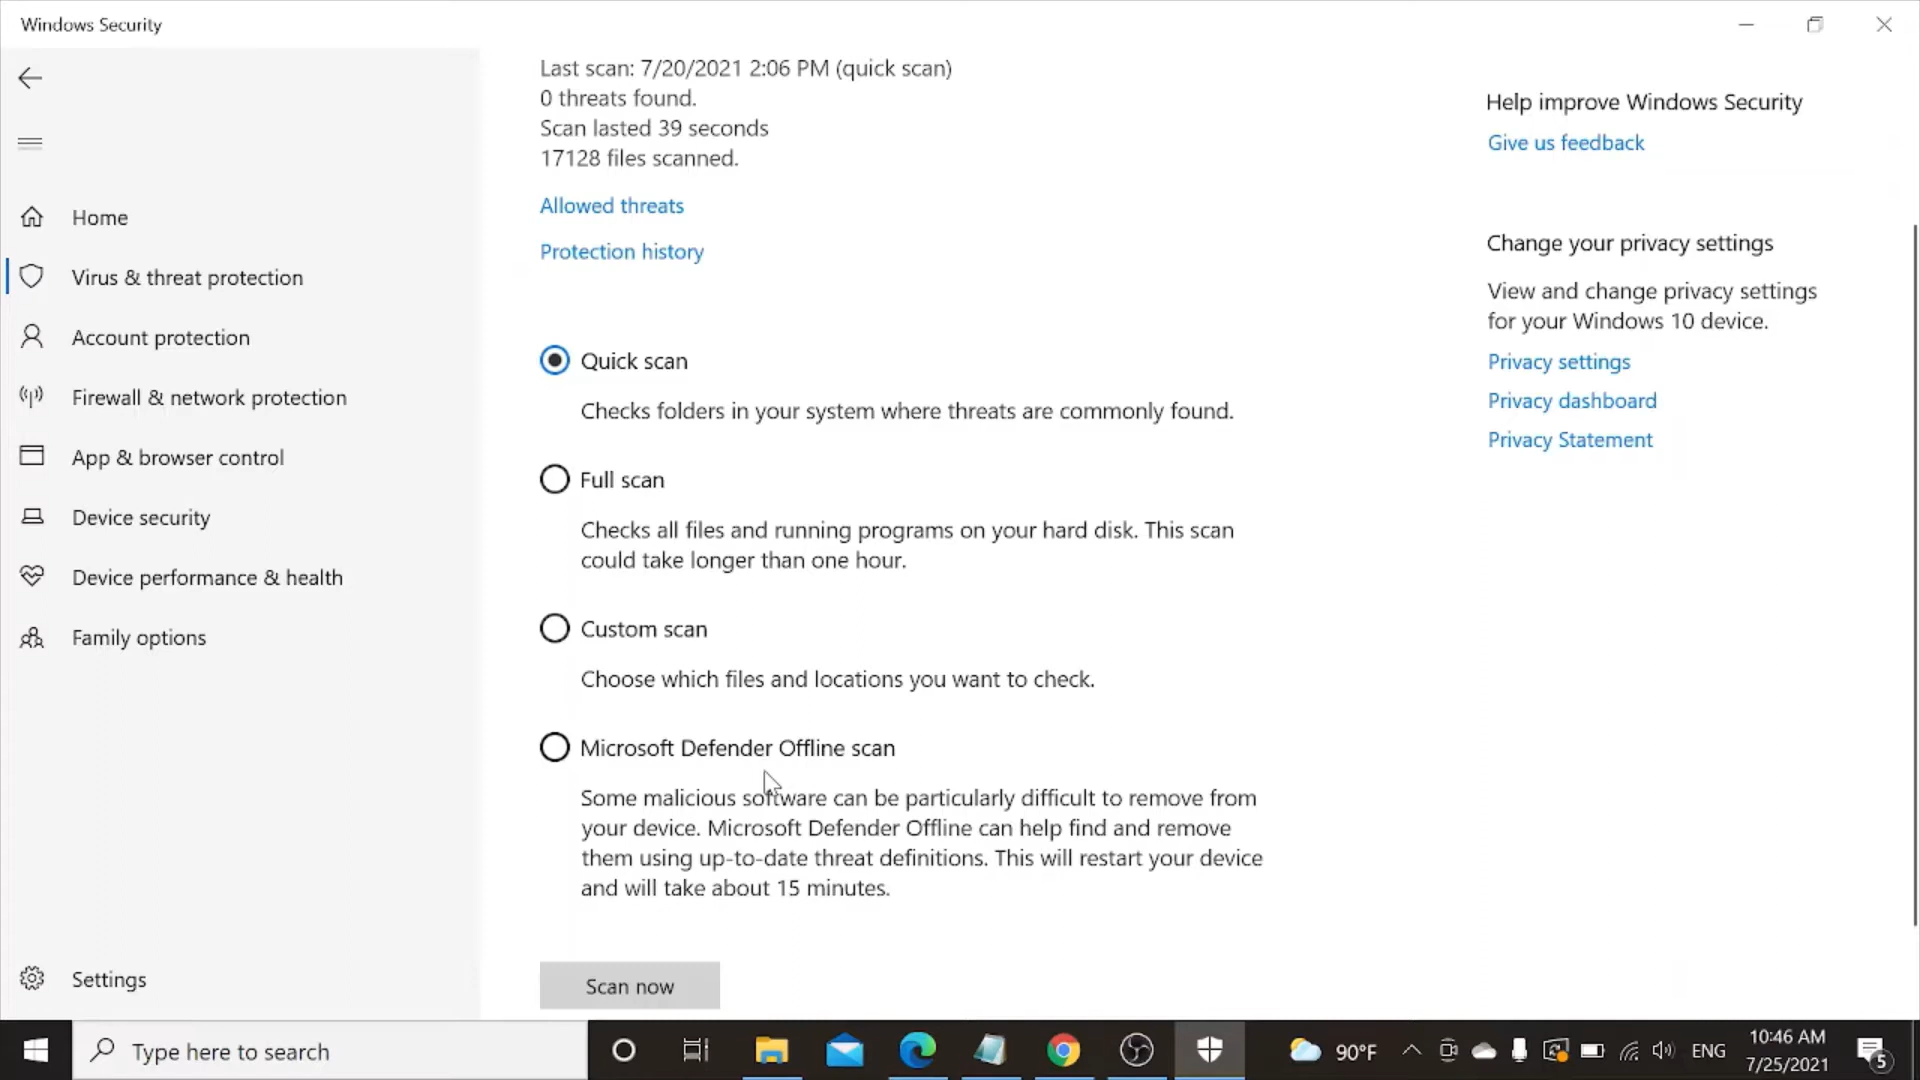 Windows Security
Home
Virus & threat protection
Account protection
Firewall & network protection
App & browser control
Device security
Device performance & health
Family options
Settings
Last scan: 7/20/2021 2:06 PM (quick scan)
0 threats found.
Scan lasted 39 seconds
17128 files scanned.
Allowed threats
Protection history
Quick scan
Checks folders in your system where threats are commonly found.
Full scan
Checks all files and running programs on your hard disk. This scan
could take longer than one hour.
Custom scan
Choose which files and locations you want to check.
Microsoft Defender Offline scan
Some malicious software can be particularly difficult to remove from
your device. Microsoft Defender Offline can help find and remove
them using up-to-date threat definitions. This will restart your device
and will take about 15 minutes.
Scan now
Help improve Windows Security
Give us feedback
Change your privacy settings
View and change privacy settings
for your Windows 10 device.
Privacy settings
Privacy dashboard
Privacy Statement
Type here to search
90°F
ENG
10:46 AM
7/25/2021
5